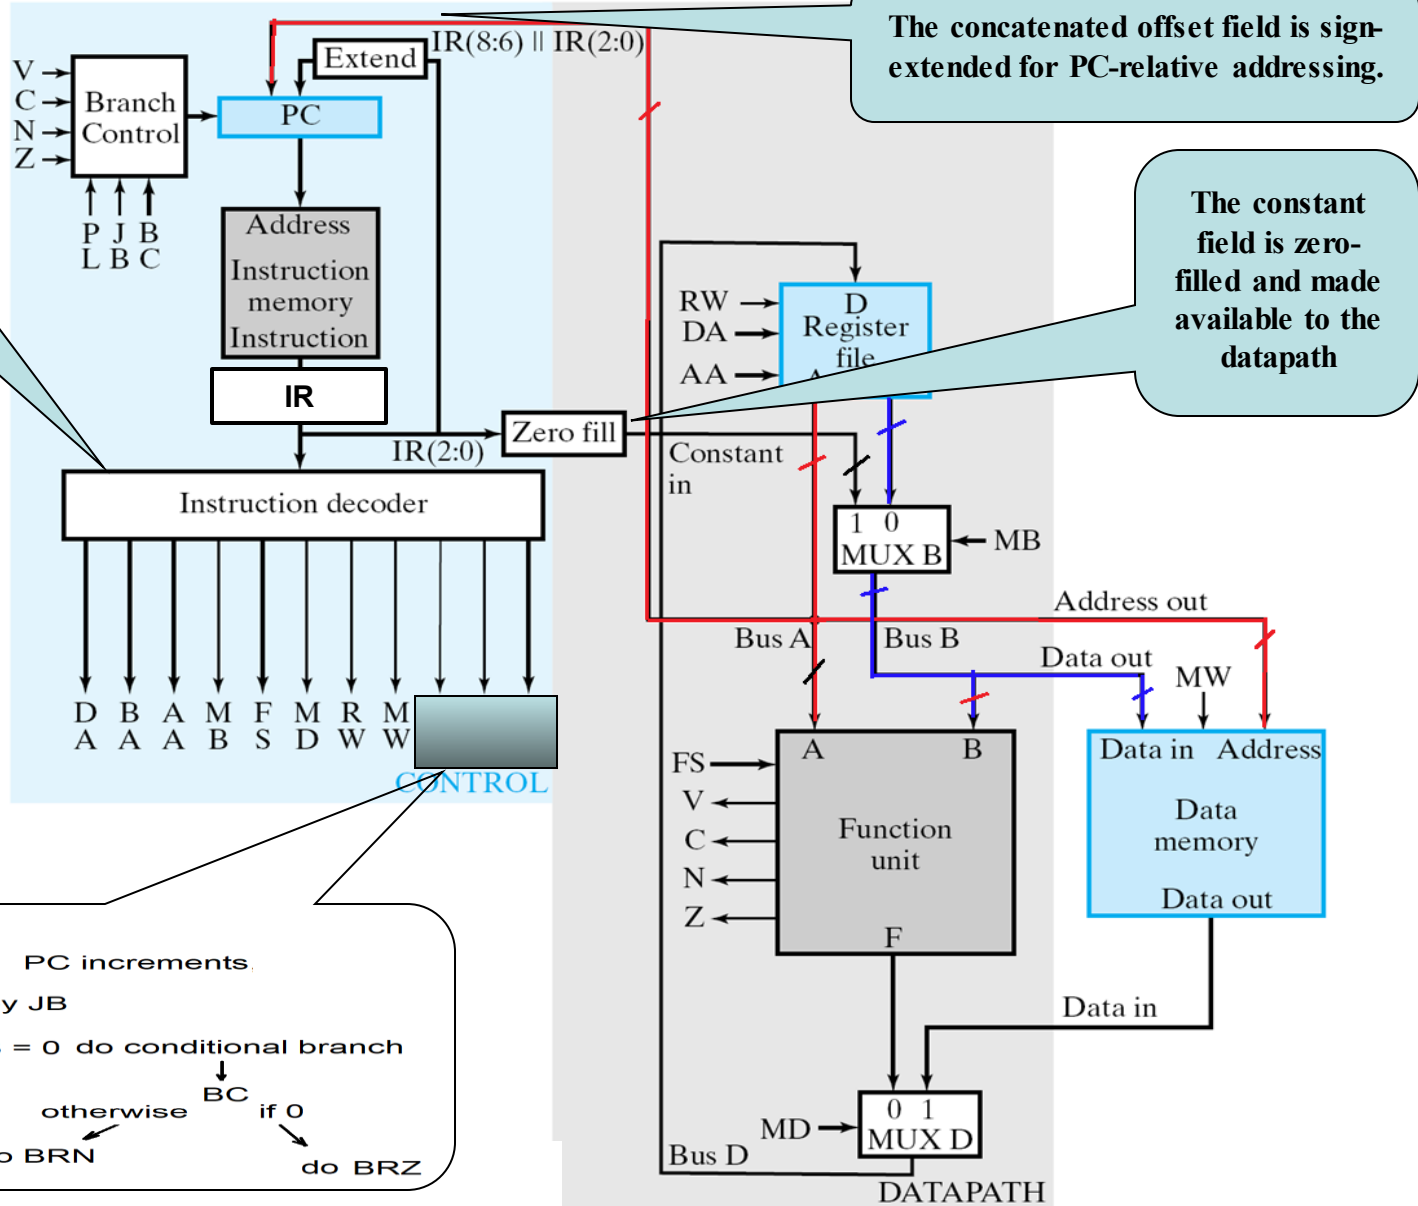 The concatenated offset field is sign-
extended for PC-relative addressing.
IR(8:6) || IR(2:0)
Extend
V
C
N
Z
Branch
Control
PC
P
L
J
B
B
C
Address
Instruction
memory
Instruction
IR
IR(2:0)
Zero fill
The constant
field is zero-
filled and made
available to the
datapath
RW
DA
AA
D
Register
file
Constant
in
1 0
MUX B
MB
Instruction decoder
D
A
B
A
A
A
M
B
F
S
M
D
R
W
M
W
CONTROL
Address out
Bus A
Bus B
Data out
MW
A
B
FS
V
C
N
Z
Function
unit
F
Data in
Address
Data
memory
Data out
Data in
0 1
MUX D
MD
Bus D
DATAPATH
PC increments
y JB
= 0 do conditional branch
BC
otherwise
if 0
o BRN
do BRZ